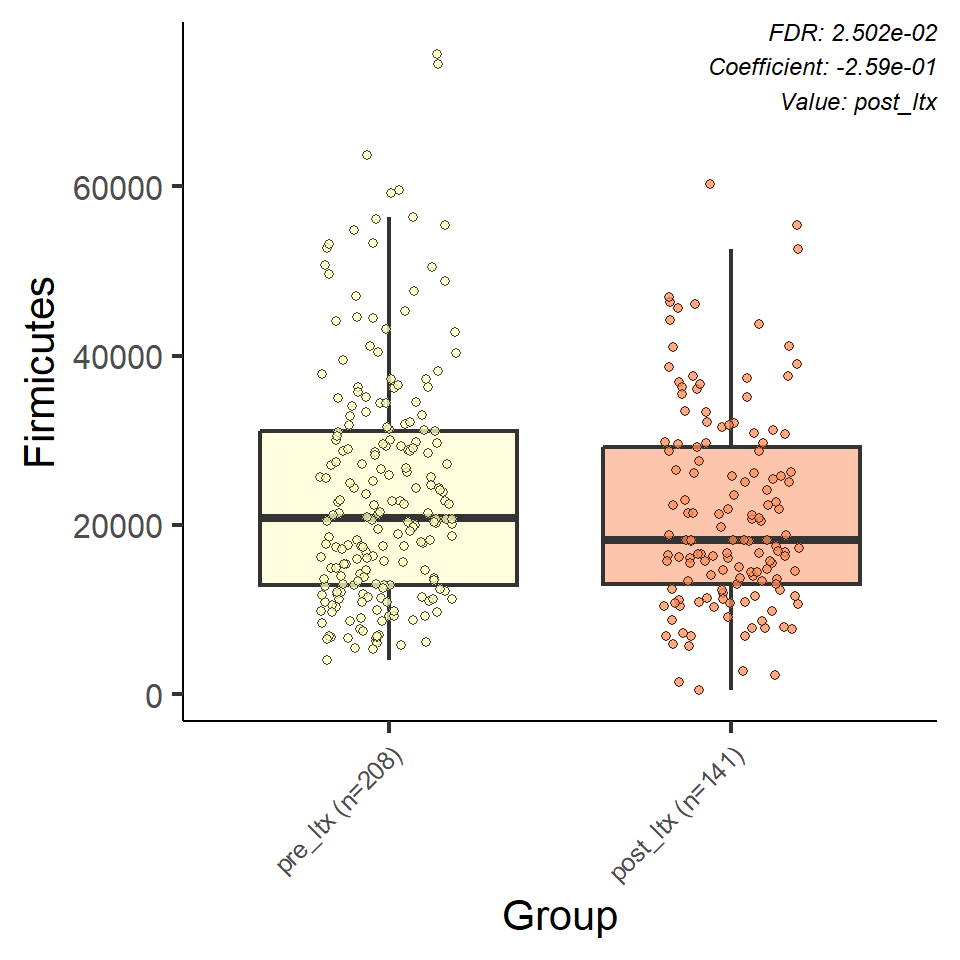 FDR: 2.502e-02
Coefficient: -2.59e-01
Value: post_ltx
60000
40000
20000
0
Firmicutes
pre_ltx (n=208)
post_ltx (n=141)
Group